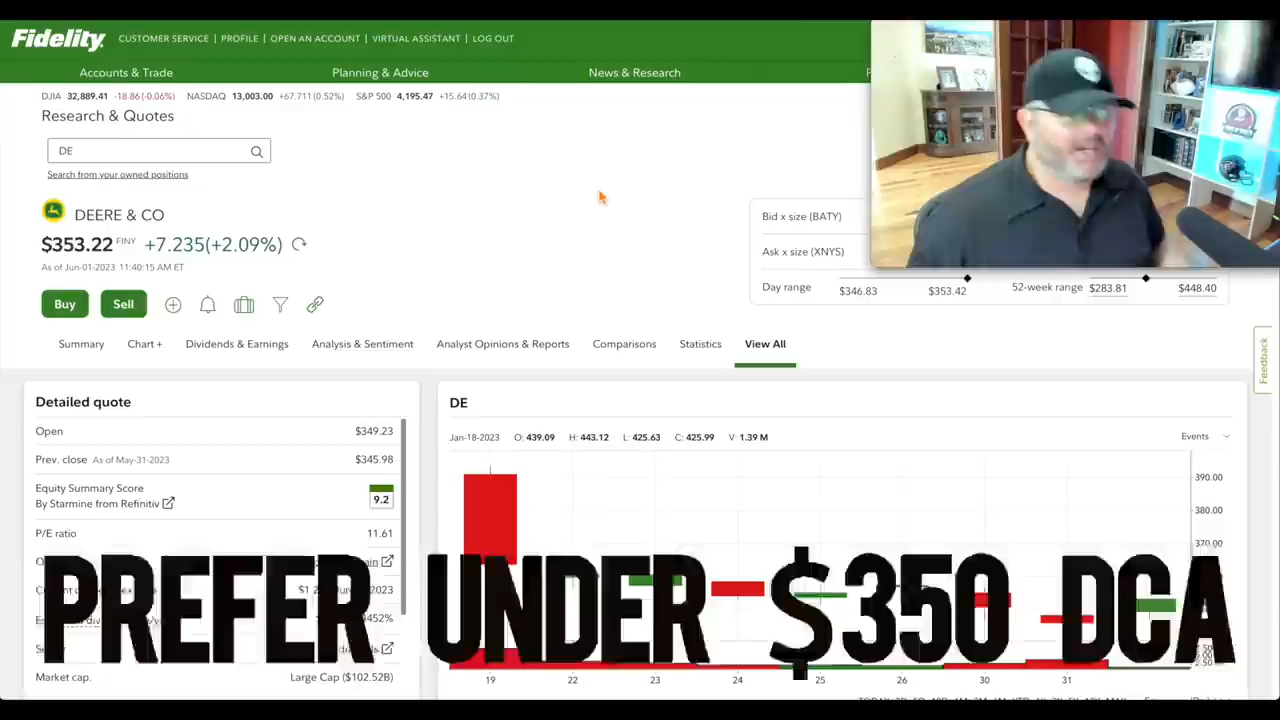 Fidelity
CUSTOMER SERVICE | PROFILE | OPEN AN ACCOUNT | VIRTUAL ASSISTANT | LOG OUT
Accounts & Trade Planning & Advice News & Research
DJIA 32,889.41 -18.86 (-0.06%) NASDAQ 13,003.00 +67.711 (0.52%) S&P 500 4,195.47 +15.64 (0.37%)
Research & Quotes
DE
Search from your owned positions
DEERE & CO
$353.22 FINY +7.235(+2.09%)
As of Jun-01-2023 11:40:15 AM ET
Bid x size (BATY)
Ask x size (XNYS)
Day range $346.83 $353.42 52-week range $283.81 $448.40
Buy Sell
Summary Chart + Dividends & Earnings Analysis & Sentiment Analyst Opinions & Reports Comparisons Statistics View All
Feedback
Detailed quote
Open $349.23
Prev. close As of May-31-2023 $345.98
Equity Summary Score
By Starmine from Refinitiv 9.2
P/E ratio 11.61
Market cap. Large Cap ($102.52B)
DE
Jan-18-2023 O: 439.09 H: 443.12 L: 425.63 C: 425.99 V: 1.39 M Events
390.00
380.00
370.00
19 22 23 24 25 26 30 31
PREFER UNDER $350 DCA